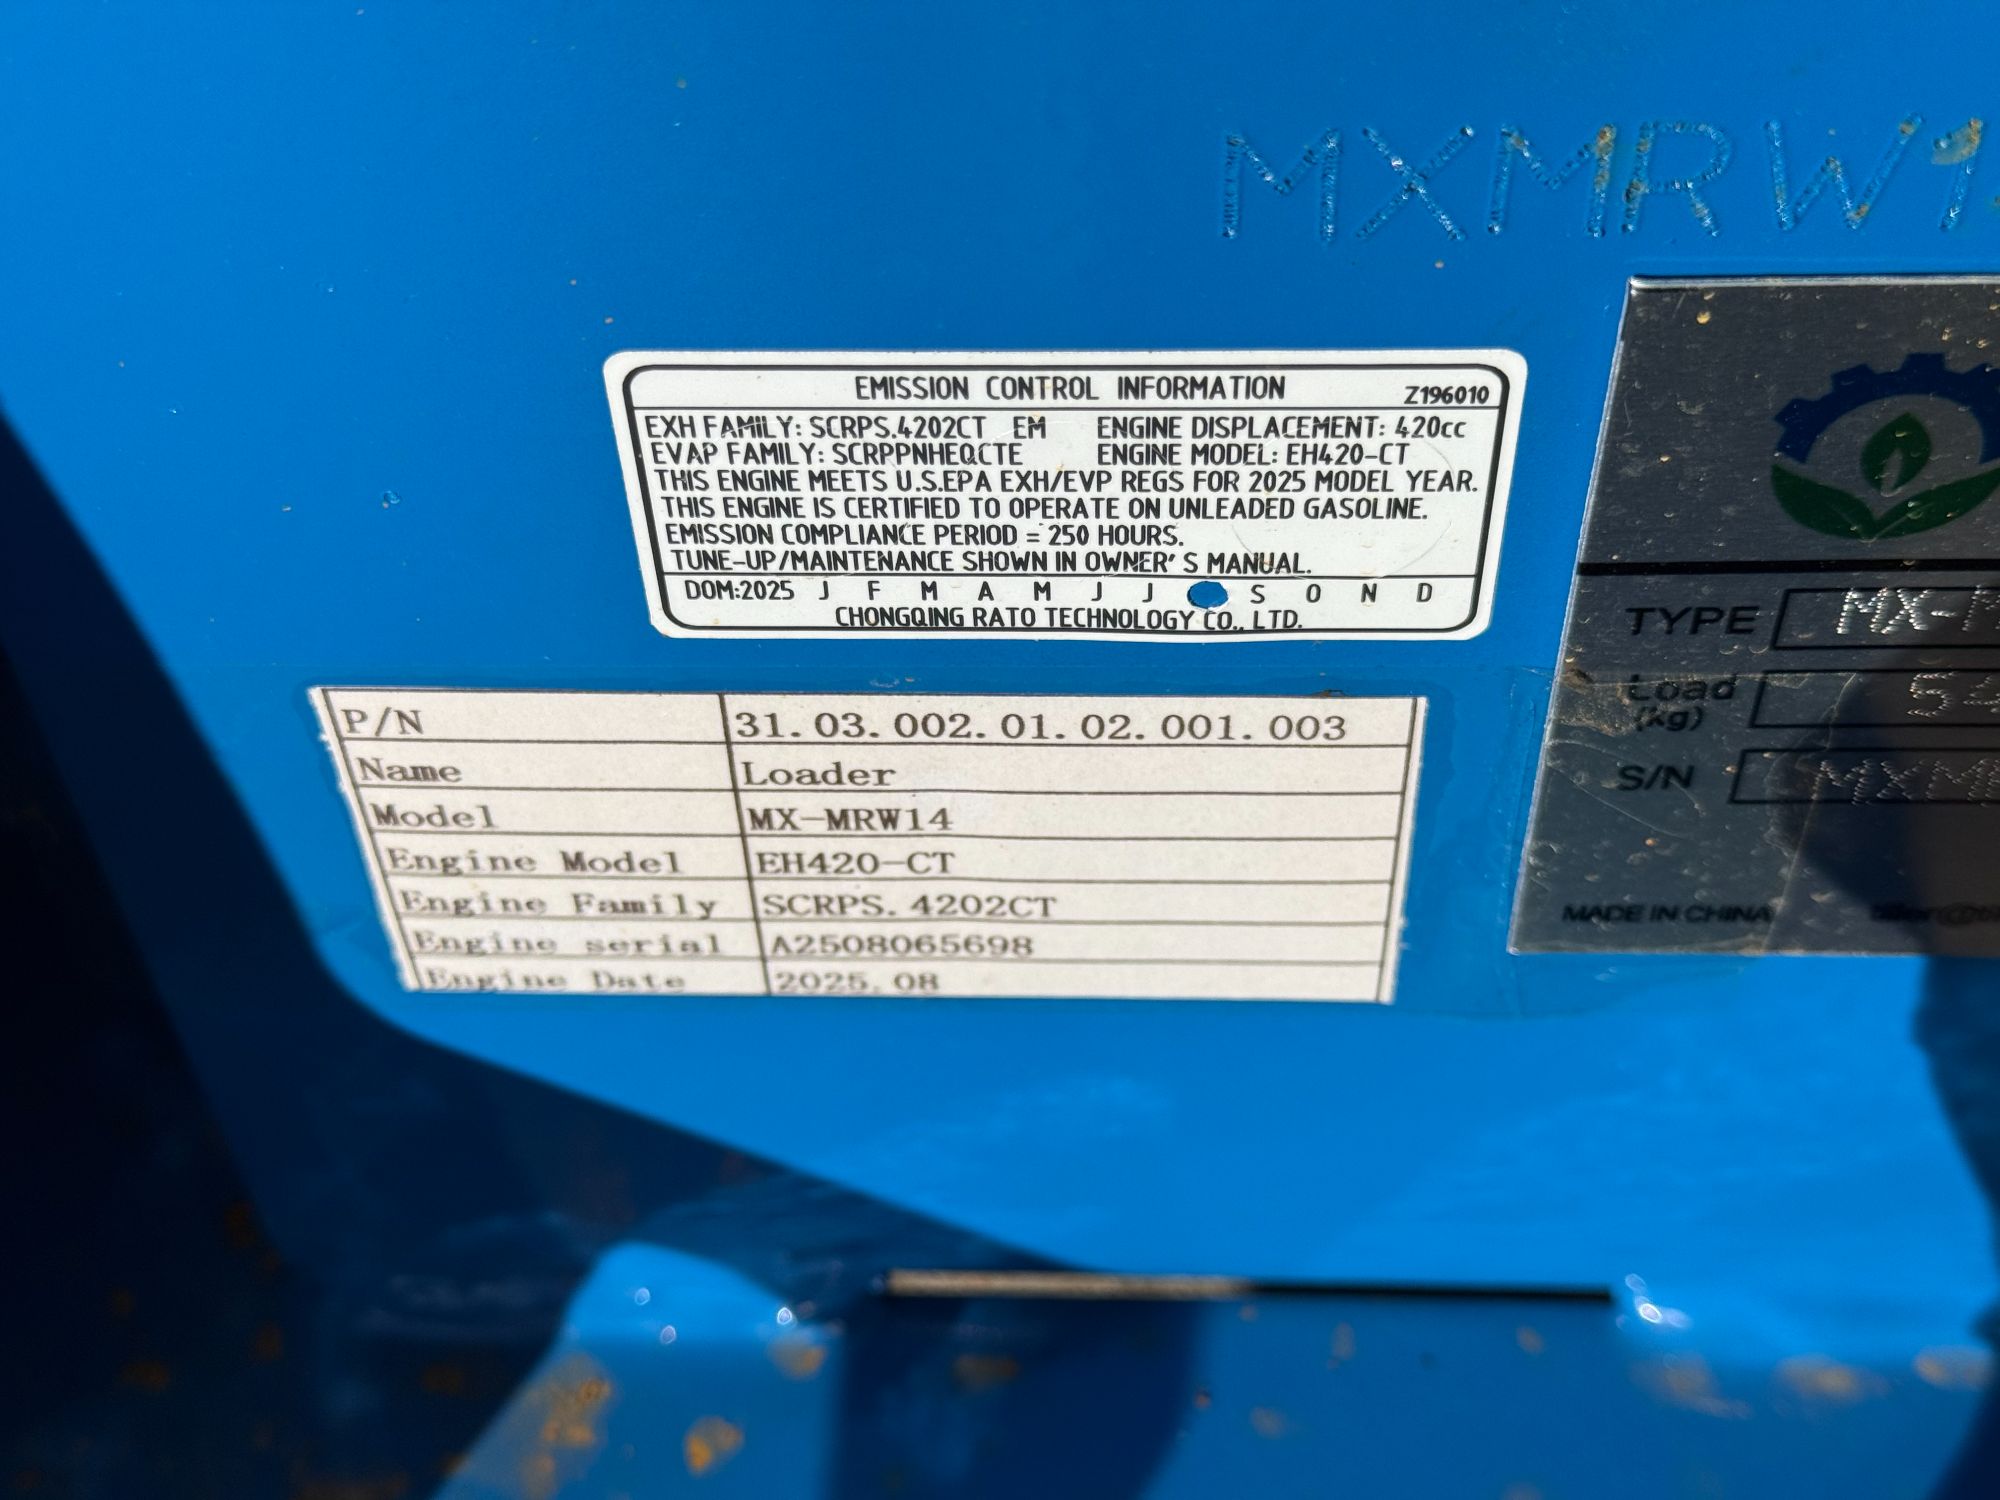 MXMRW1
EMISSION CONTROL INFORMATION Z196010
EXH FAMILY: SCRPS.4202CT EM ENGINE DISPLACEMENT: 420cc
EVAP FAMILY: SCRPPNHEQCTE ENGINE MODEL: EH420-CT
THIS ENGINE MEETS U.S.EPA EXH/EVP REGS FOR 2025 MODEL YEAR.
THIS ENGINE IS CERTIFIED TO OPERATE ON UNLEADED GASOLINE.
EMISSION COMPLIANCE PERIOD = 250 HOURS.
TUNE-UP/MAINTENANCE SHOWN IN OWNER'S MANUAL.
DOM:2025 J F M A M J J S O N D
CHONGQING RATO TECHNOLOGY CO., LTD.
P/N 31.03.002.01.02.001.003
Name Loader
Model MX-MRW14
Engine Model EH420-CT
Engine Family SCRPS.4202CT
Engine serial A2508065698
Engine Date 2025.08
TYPE MX-M
Load 54
(kg)
S/N MXM
MADE IN CHINA